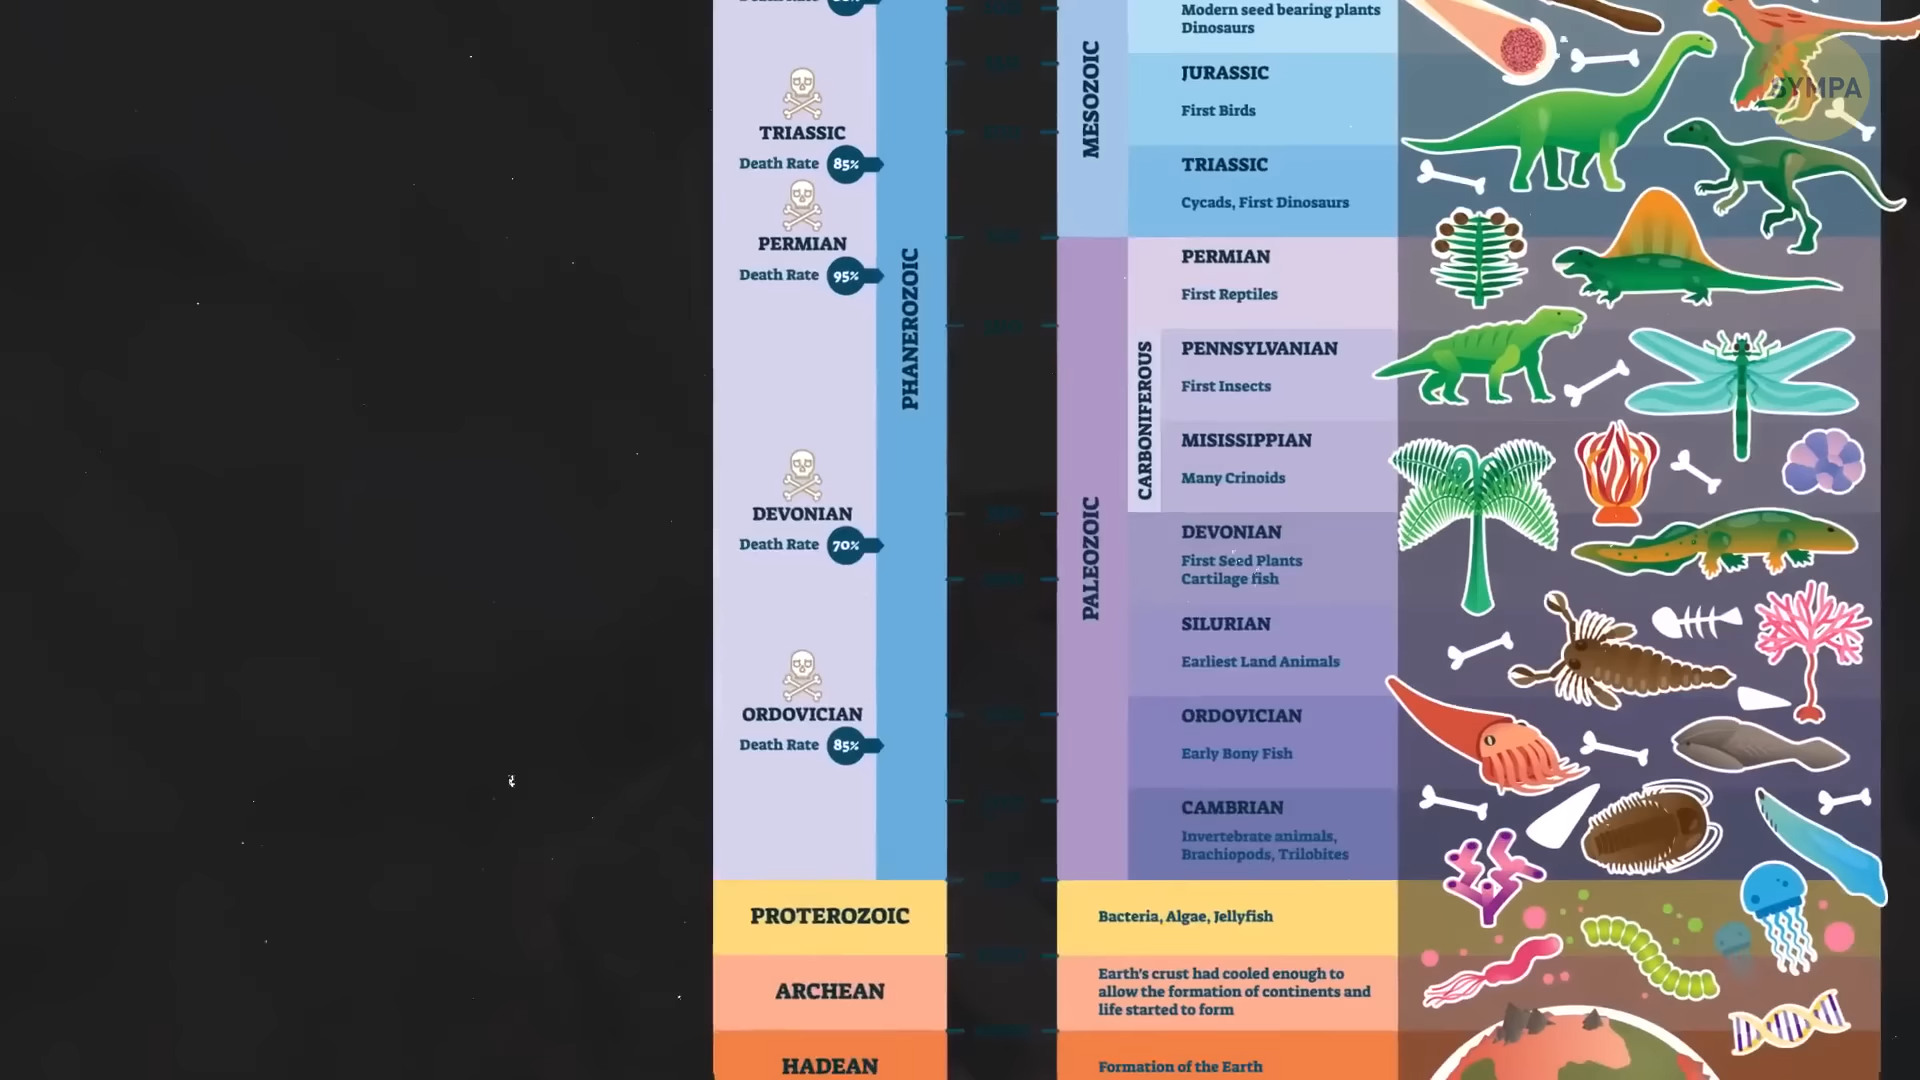 Modern seed bearing plants
Dinosaurs
SYMPA
MESOZOIC
JURASSIC
First Birds
TRIASSIC
Death Rate 85%
TRIASSIC
Cycads, First Dinosaurs
PERMIAN
Death Rate 95%
PHANEROZOIC
PERMIAN
First Reptiles
CARBONIFEROUS
PENNSYLVANIAN
First Insects
MISISSIPPIAN
Many Crinoids
PALEOZOIC
DEVONIAN
Death Rate 70%
DEVONIAN
First Seed Plants
Cartilage fish
SILURIAN
Earliest Land Animals
ORDOVICIAN
Death Rate 85%
ORDOVICIAN
Early Bony Fish
CAMBRIAN
Invertebrate animals,
Brachiopods, Trilobites
PROTEROZOIC
Bacteria, Algae, Jellyfish
ARCHEAN
Earth's crust had cooled enough to
allow the formation of continents and
life started to form
HADEAN
Formation of the Earth